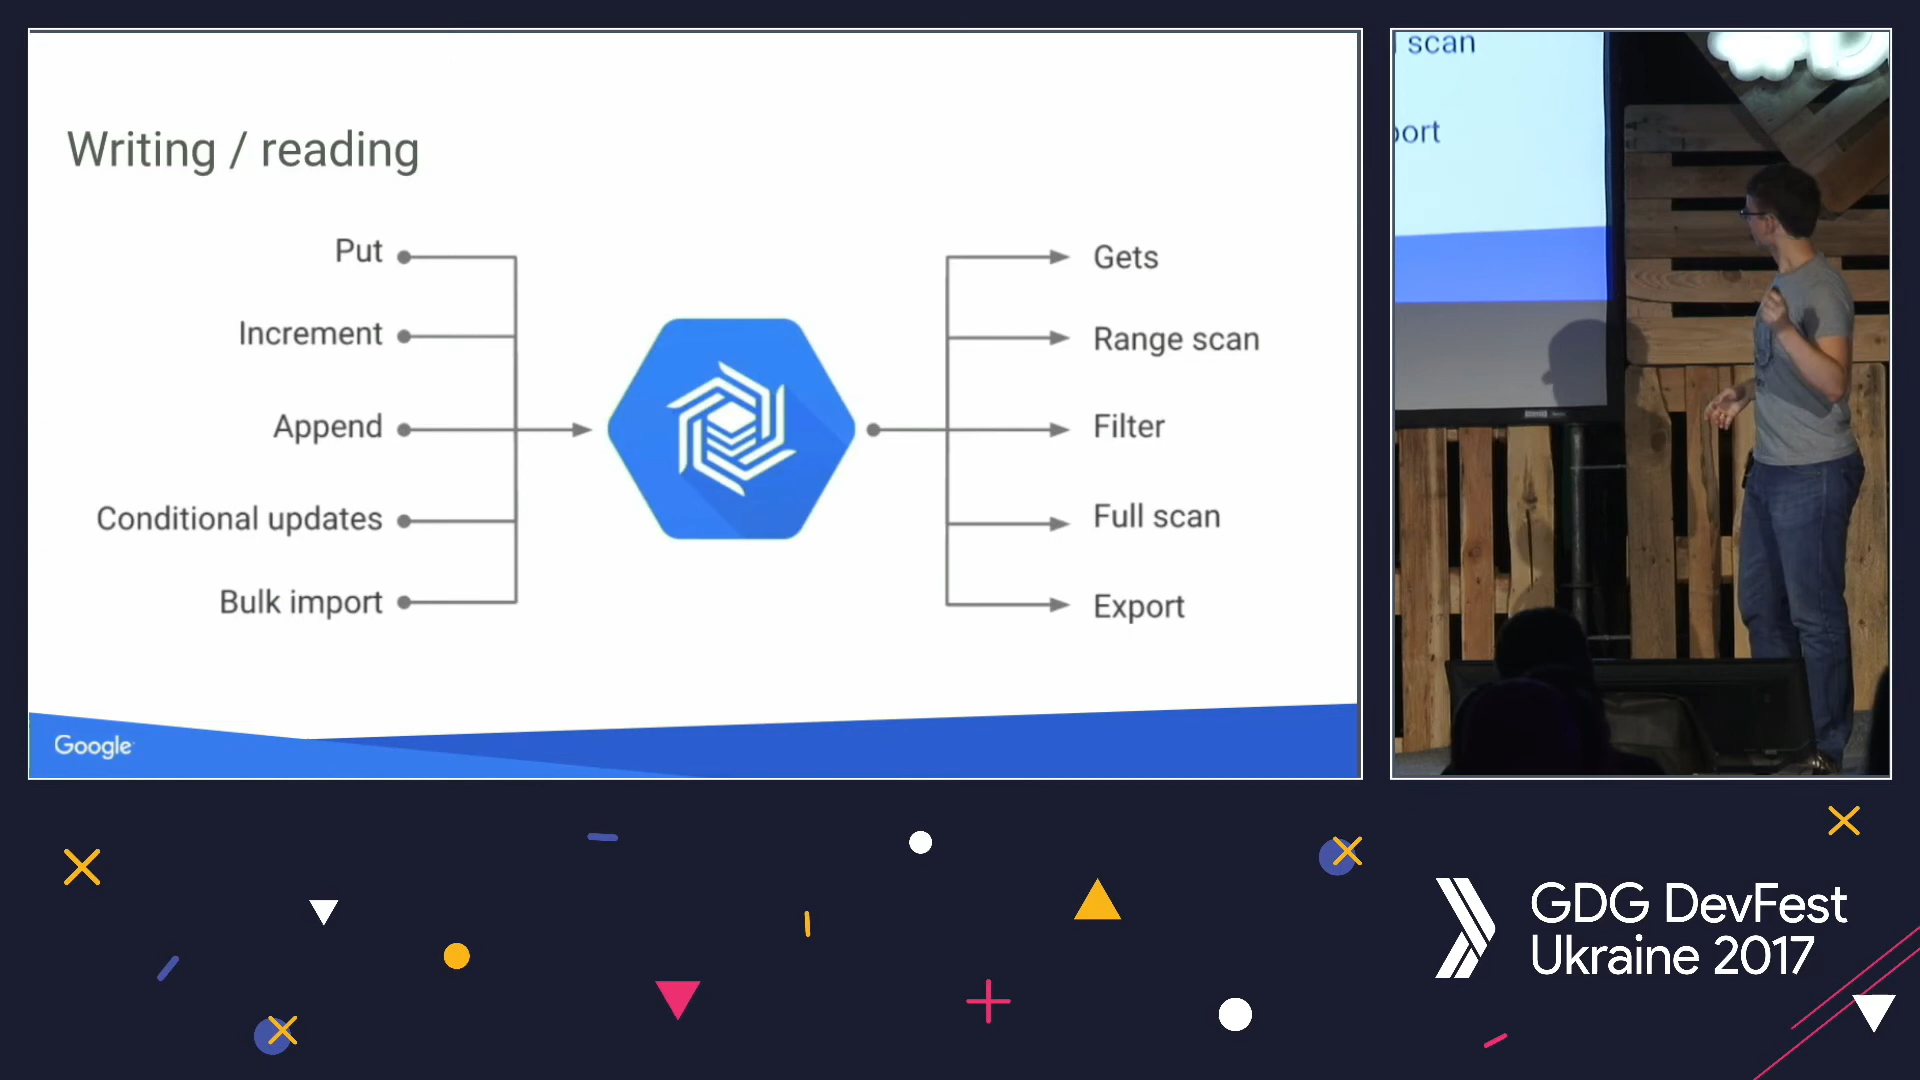 Writing / reading
Put
Increment
Append
Conditional updates
Bulk import
Gets
Range scan
Filter
Full scan
Export
Google
scan
port
GDG DevFest
Ukraine 2017